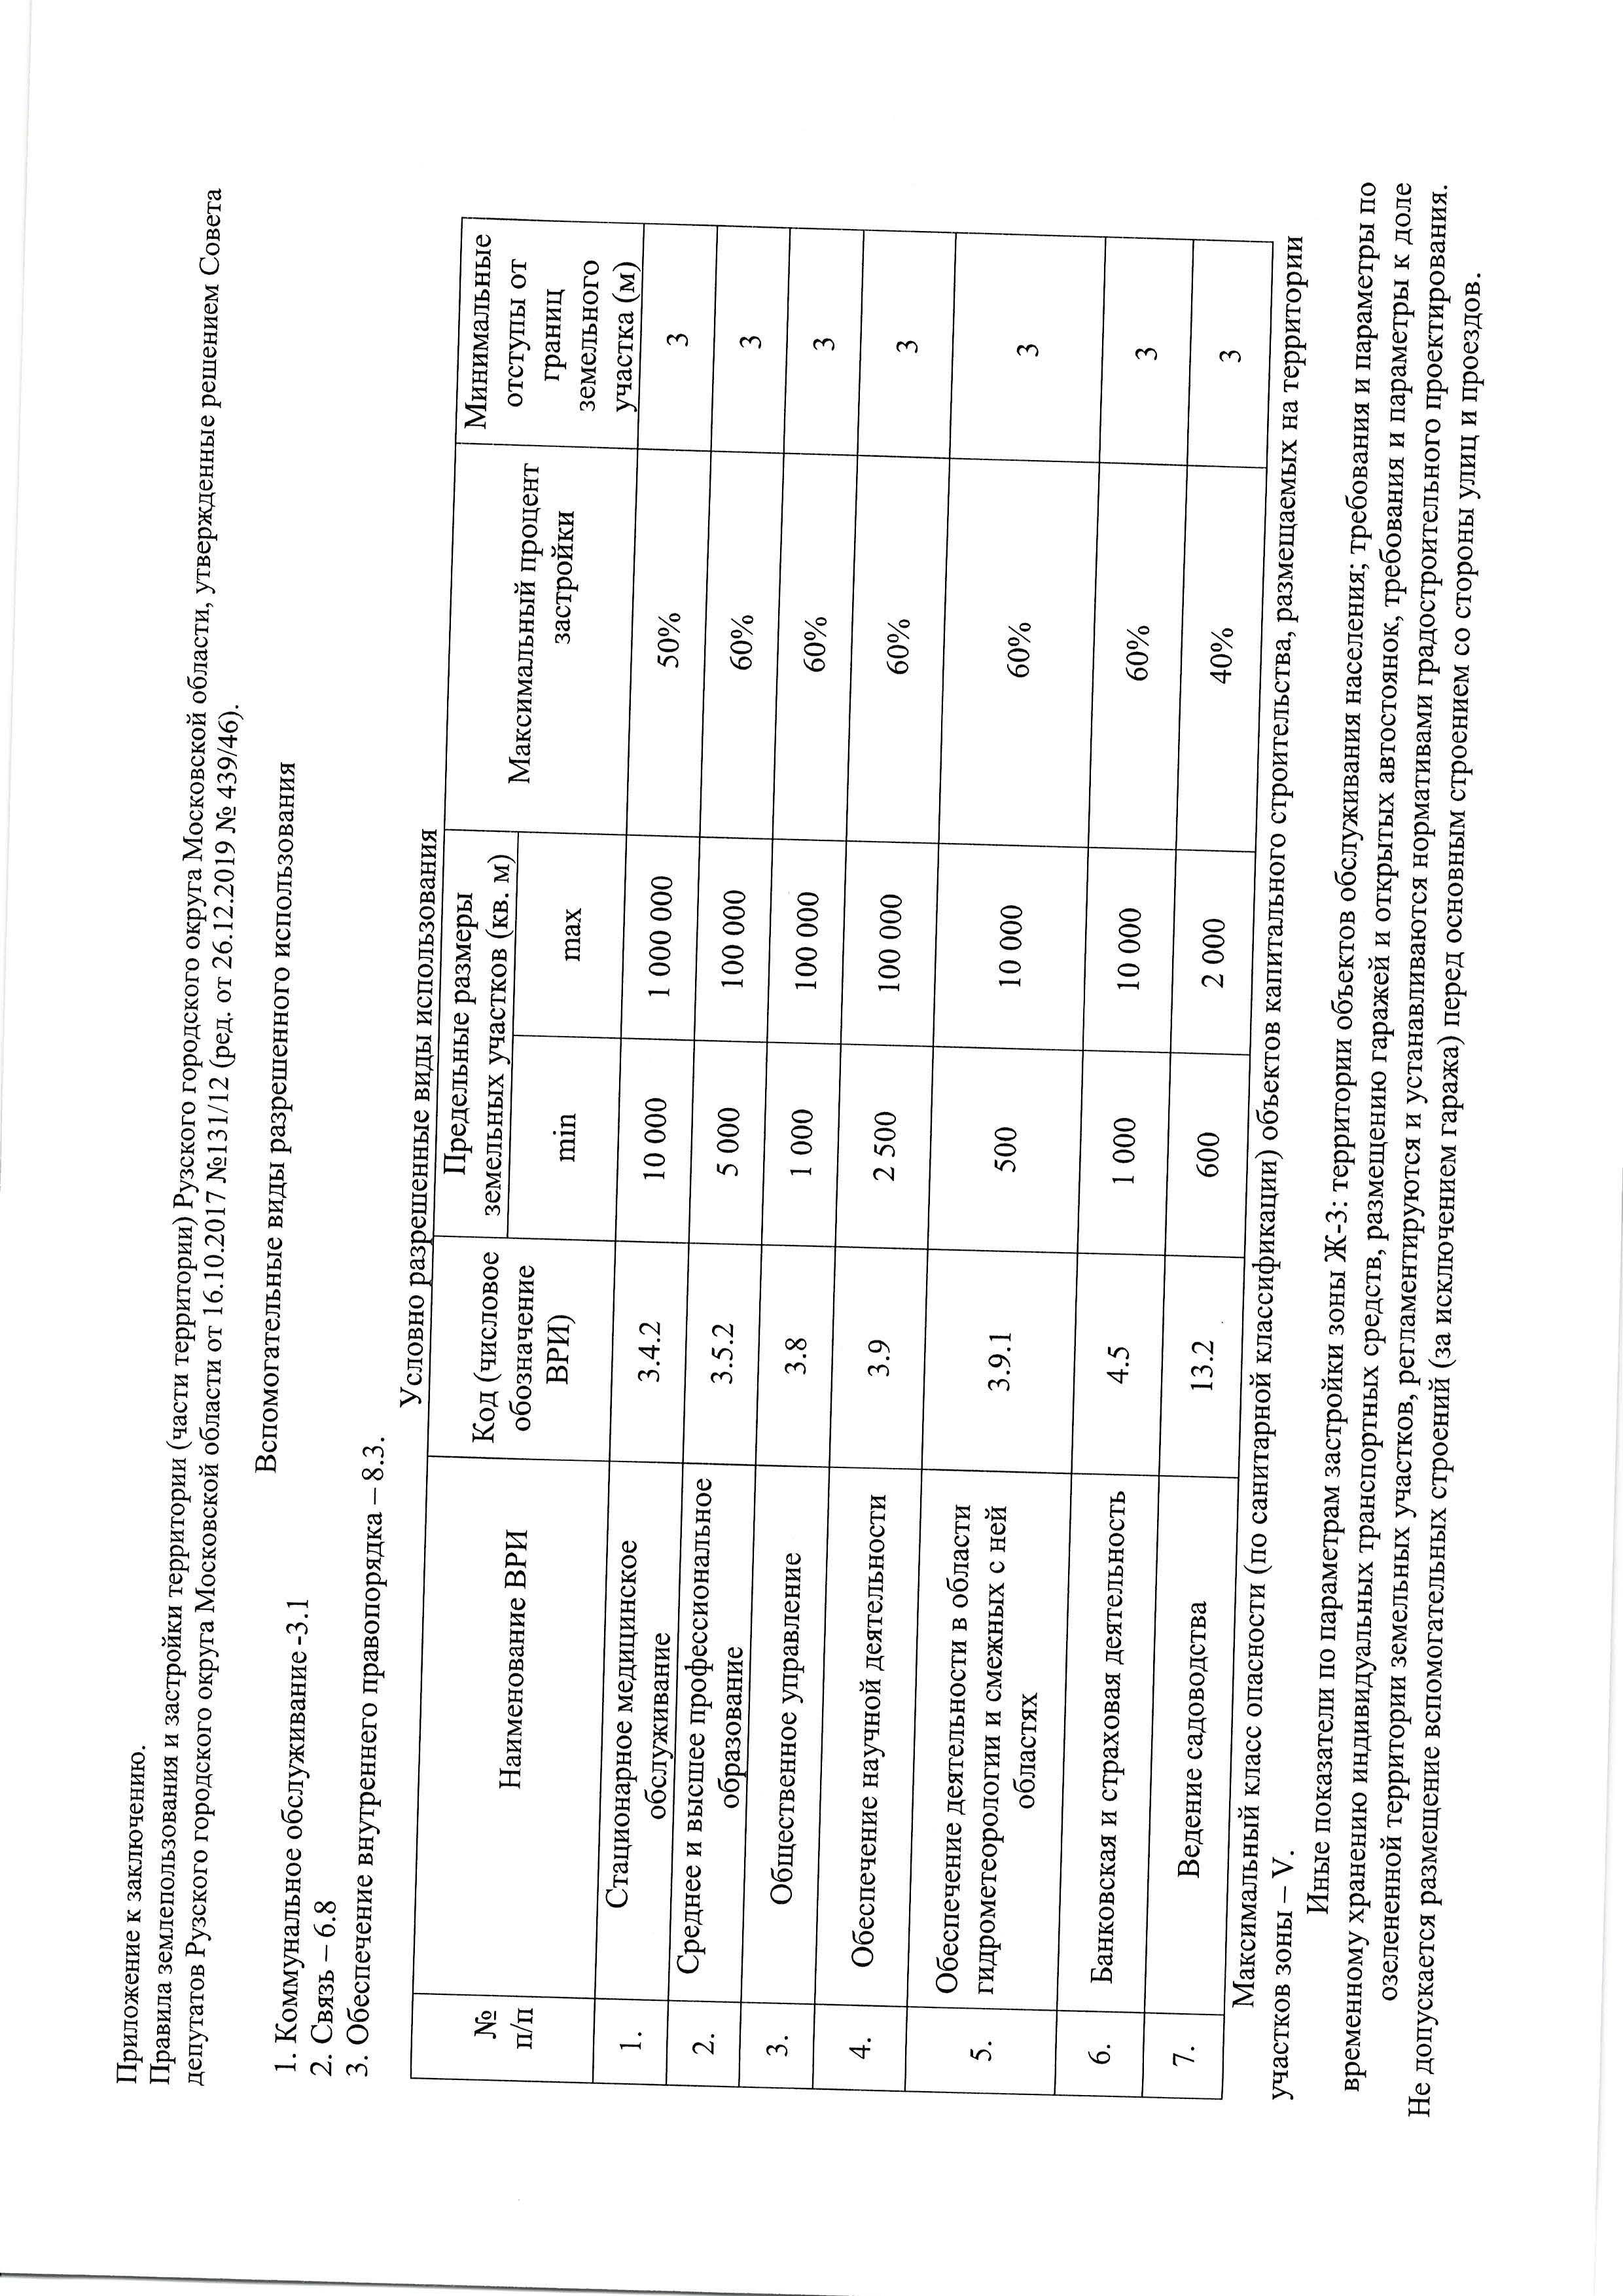 Приложение к заключению.
Правила землепользования и застройки территории (части территории) Рузского городского округа Московской области, утвержденные решением Совета
депутатов Рузского городского округа Московской области от 16.10.2017 №131/12 (ред. от 26.12.2019 № 439/46).
Вспомогательные виды разрешенного использования
1. Коммунальное обслуживание -3.1
2. Связь – 6.8
3. Обеспечение внутреннего правопорядка – 8.3.
Условно разрешенные виды использования
№ п/п Наименование ВРИ Код (числовое обозначение ВРИ) Предельные размеры земельных участков (кв. м) Максимальный процент застройки Минимальные отступы от границ земельного участка (м)
min max
1. Стационарное медицинское обслуживание 3.4.2 10 000 1 000 000 50% 3
2. Среднее и высшее профессиональное образование 3.5.2 5 000 100 000 60% 3
3. Общественное управление 3.8 1 000 100 000 60% 3
4. Обеспечение научной деятельности 3.9 2 500 100 000 60% 3
5. Обеспечение деятельности в области гидрометеорологии и смежных с ней областях 3.9.1 500 10 000 60% 3
6. Банковская и страховая деятельность 4.5 1 000 10 000 60% 3
7. Ведение садоводства 13.2 600 2 000 40% 3
Максимальный класс опасности (по санитарной классификации) объектов капитального строительства, размещаемых на территории
участков зоны – V.
Иные показатели по параметрам застройки зоны Ж-3: территории объектов обслуживания населения; требования и параметры по
временному хранению индивидуальных транспортных средств, размещению гаражей и открытых автостоянок, требования и параметры к доле
озелененной территории земельных участков, регламентируются и устанавливаются нормативами градостроительного проектирования.
Не допускается размещение вспомогательных строений (за исключением гаража) перед основным строением со стороны улиц и проездов.